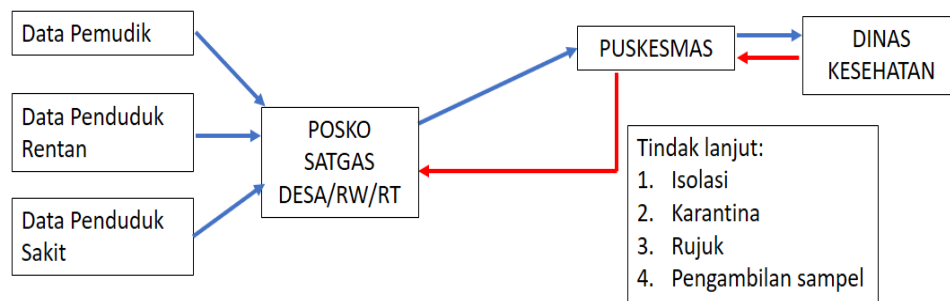 Data Pemudik
Data Penduduk
Rentan
Data Penduduk
Sakit
POSKO
SATGAS
DESA/RW/RT
PUSKESMAS
DINAS
KESEHATAN
Tindak lanjut:
1. Isolasi
2. Karantina
3. Rujuk
4. Pengambilan sampel